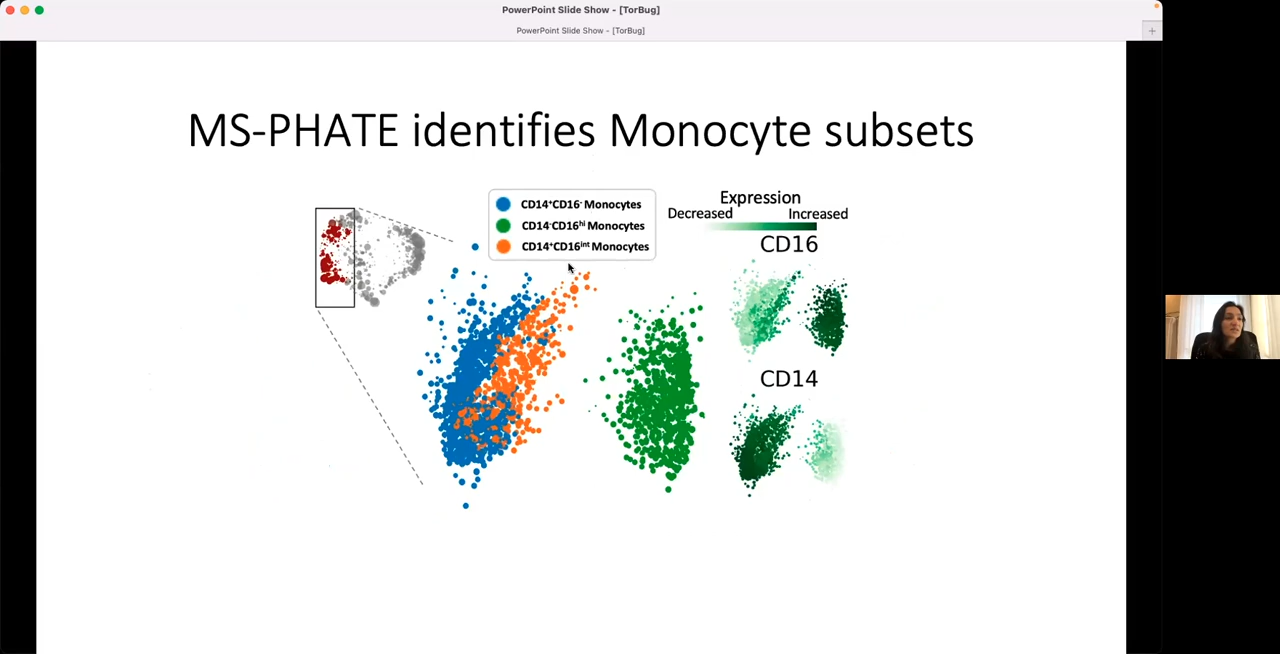 PowerPoint Slide Show - [TorBug]
PowerPoint Slide Show - [TorBug]
MS-PHATE identifies Monocyte subsets
CD14⁺CD16⁻ Monocytes
CD14⁻CD16ʰⁱ Monocytes
CD14⁺CD16ⁱⁿᵗ Monocytes
Expression
Decreased Increased
CD16
CD14